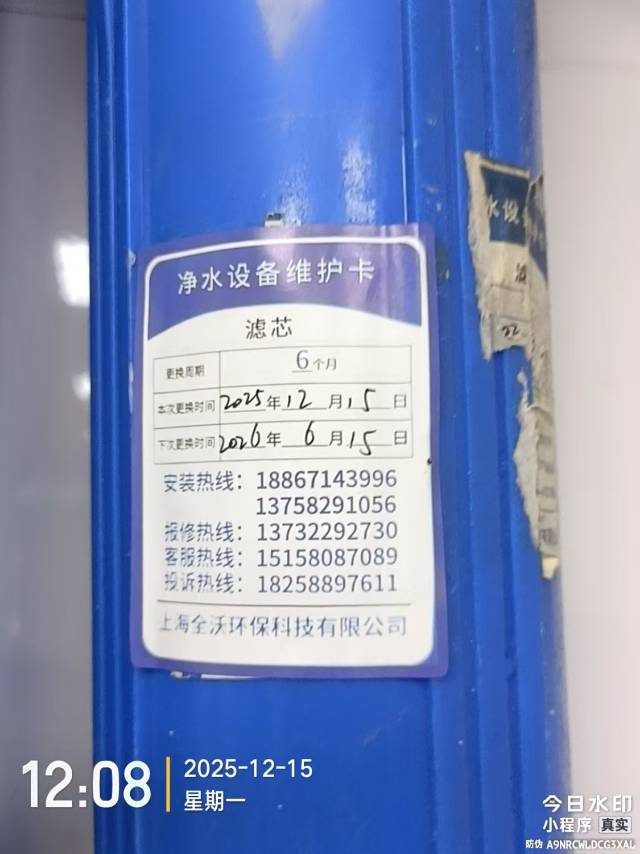 净水设备维护卡
滤芯
更换周期 6个月
本次更换时间 2025年12月15日
下次更换时间 2026年6月15日
安装热线：18867143996
13758291056
报修热线：13732292730
客服热线：15158087089
投诉热线：18258897611
上海全沃环保科技有限公司
水设
22
12:08
2025-12-15
星期一
今日水印
小程序 真实
防伪 A9NRCWLDCG3XAU